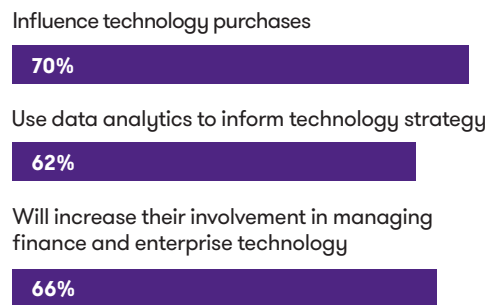 Influence technology purchases
70%
Use data analytics to inform technology strategy
62%
Will increase their involvement in managing
finance and enterprise technology
66%